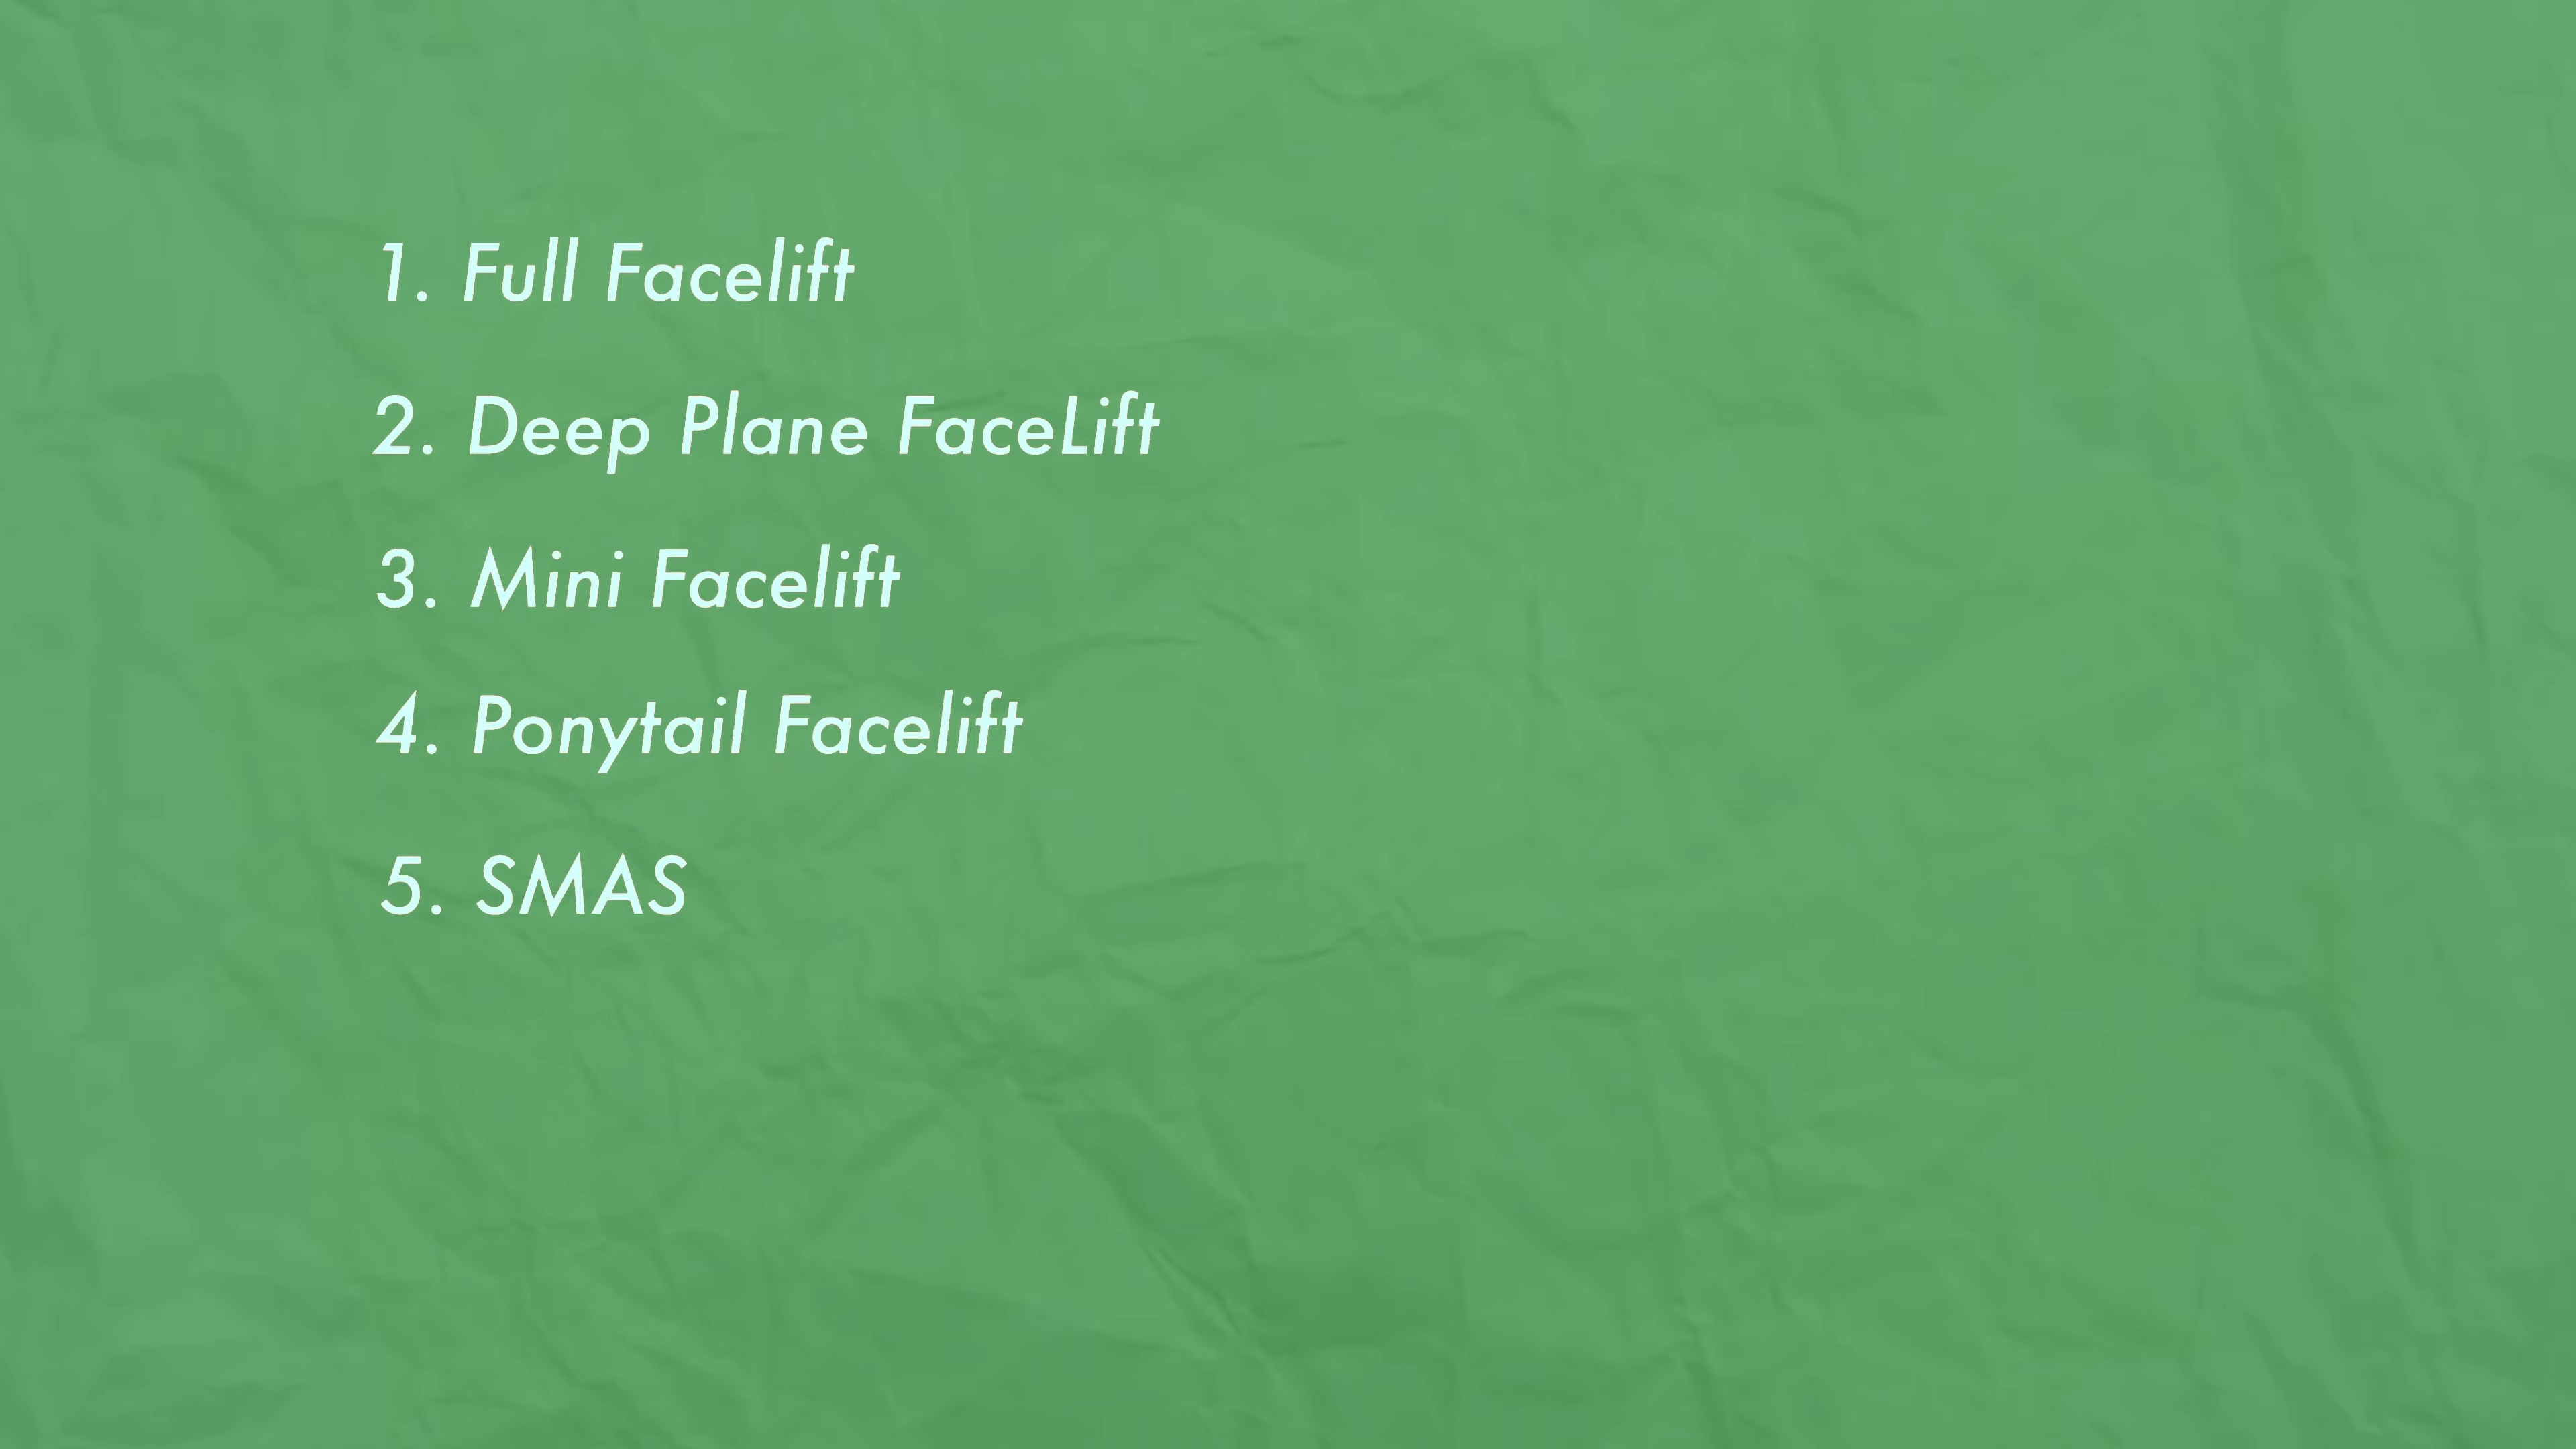 1. Full Facelift
2. Deep Plane FaceLift
3. Mini Facelift
4. Ponytail Facelift
5. SMAS